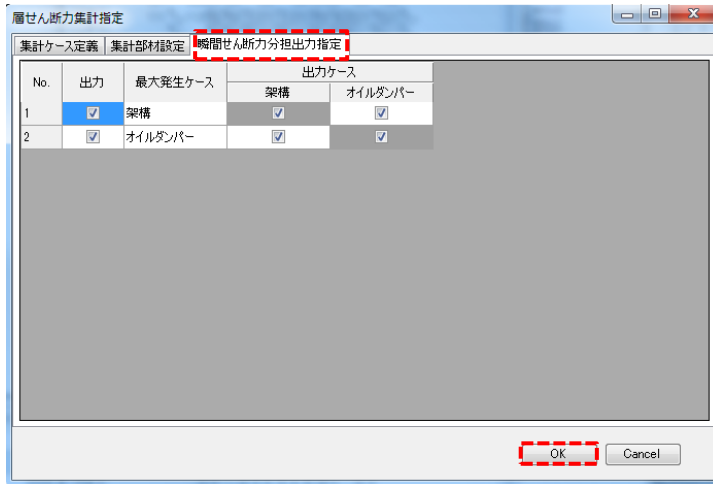 層せん断力集計指定
集計ケース定義 集計部材設定 瞬間せん断力分担出力指定
No. 出力 最大発生ケース 出力ケース
架構 オイルダンパー
1 架構
2 オイルダンパー
OK Cancel